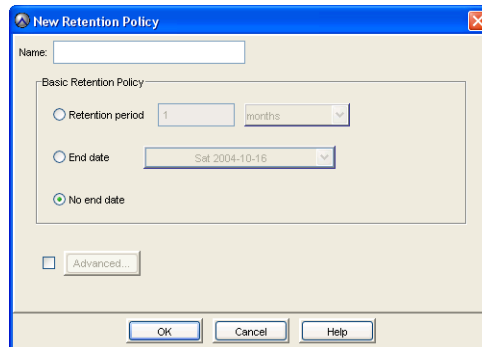 New Retention Policy
Name:
Basic Retention Policy
Retention period 1 months
End date Sat 2004-10-16
No end date
Advanced...
OK Cancel Help